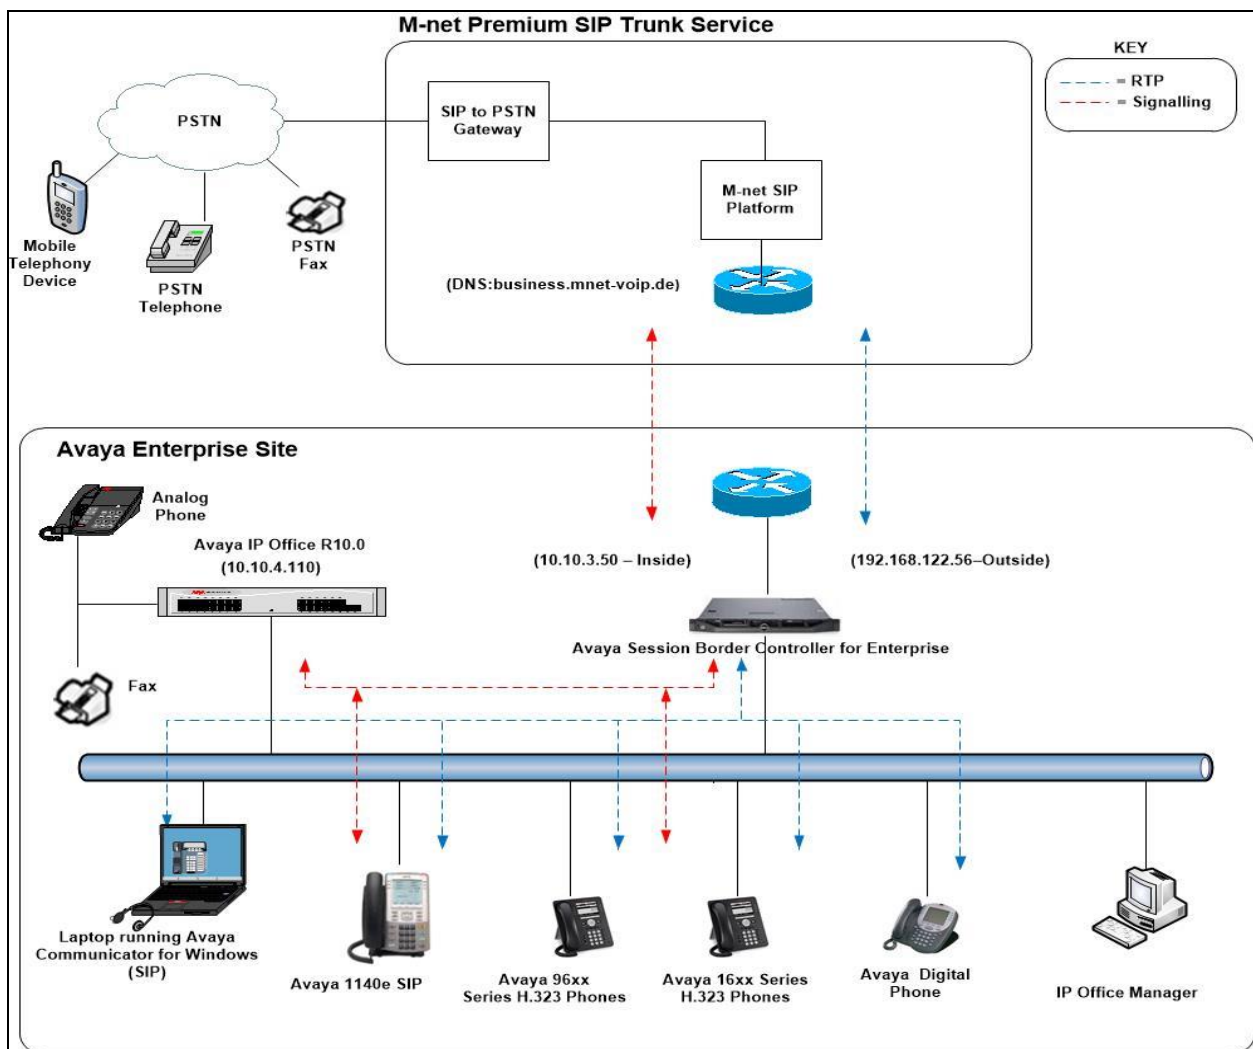 M-net Premium SIP Trunk Service
KEY
= RTP
= Signalling
PSTN
SIP to PSTN
Gateway
M-net SIP
Platform
Mobile
Telephony
Device
PSTN
Telephone
PSTN
Fax
(DNS:business.mnet-voip.de)
Avaya Enterprise Site
Analog
Phone
Avaya IP Office R10.0
(10.10.4.110)
(10.10.3.50 – Inside)
(192.168.122.56–Outside)
Avaya Session Border Controller for Enterprise
Fax
Laptop running Avaya
Communicator for Windows
(SIP)
Avaya 1140e SIP
Avaya 96xx
Series H.323 Phones
Avaya 16xx Series
H.323 Phones
Avaya Digital
Phone
IP Office Manager